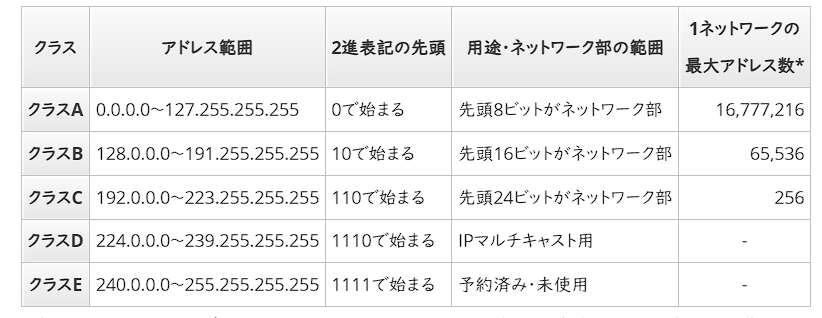 クラス アドレス範囲 2進表記の先頭 用途・ネットワーク部の範囲 1ネットワークの
最大アドレス数*
クラスA 0.0.0.0～127.255.255.255 0で始まる 先頭8ビットがネットワーク部 16,777,216
クラスB 128.0.0.0～191.255.255.255 10で始まる 先頭16ビットがネットワーク部 65,536
クラスC 192.0.0.0～223.255.255.255 110で始まる 先頭24ビットがネットワーク部 256
クラスD 224.0.0.0～239.255.255.255 1110で始まる IPマルチキャスト用 -
クラスE 240.0.0.0～255.255.255.255 1111で始まる 予約済み・未使用 -